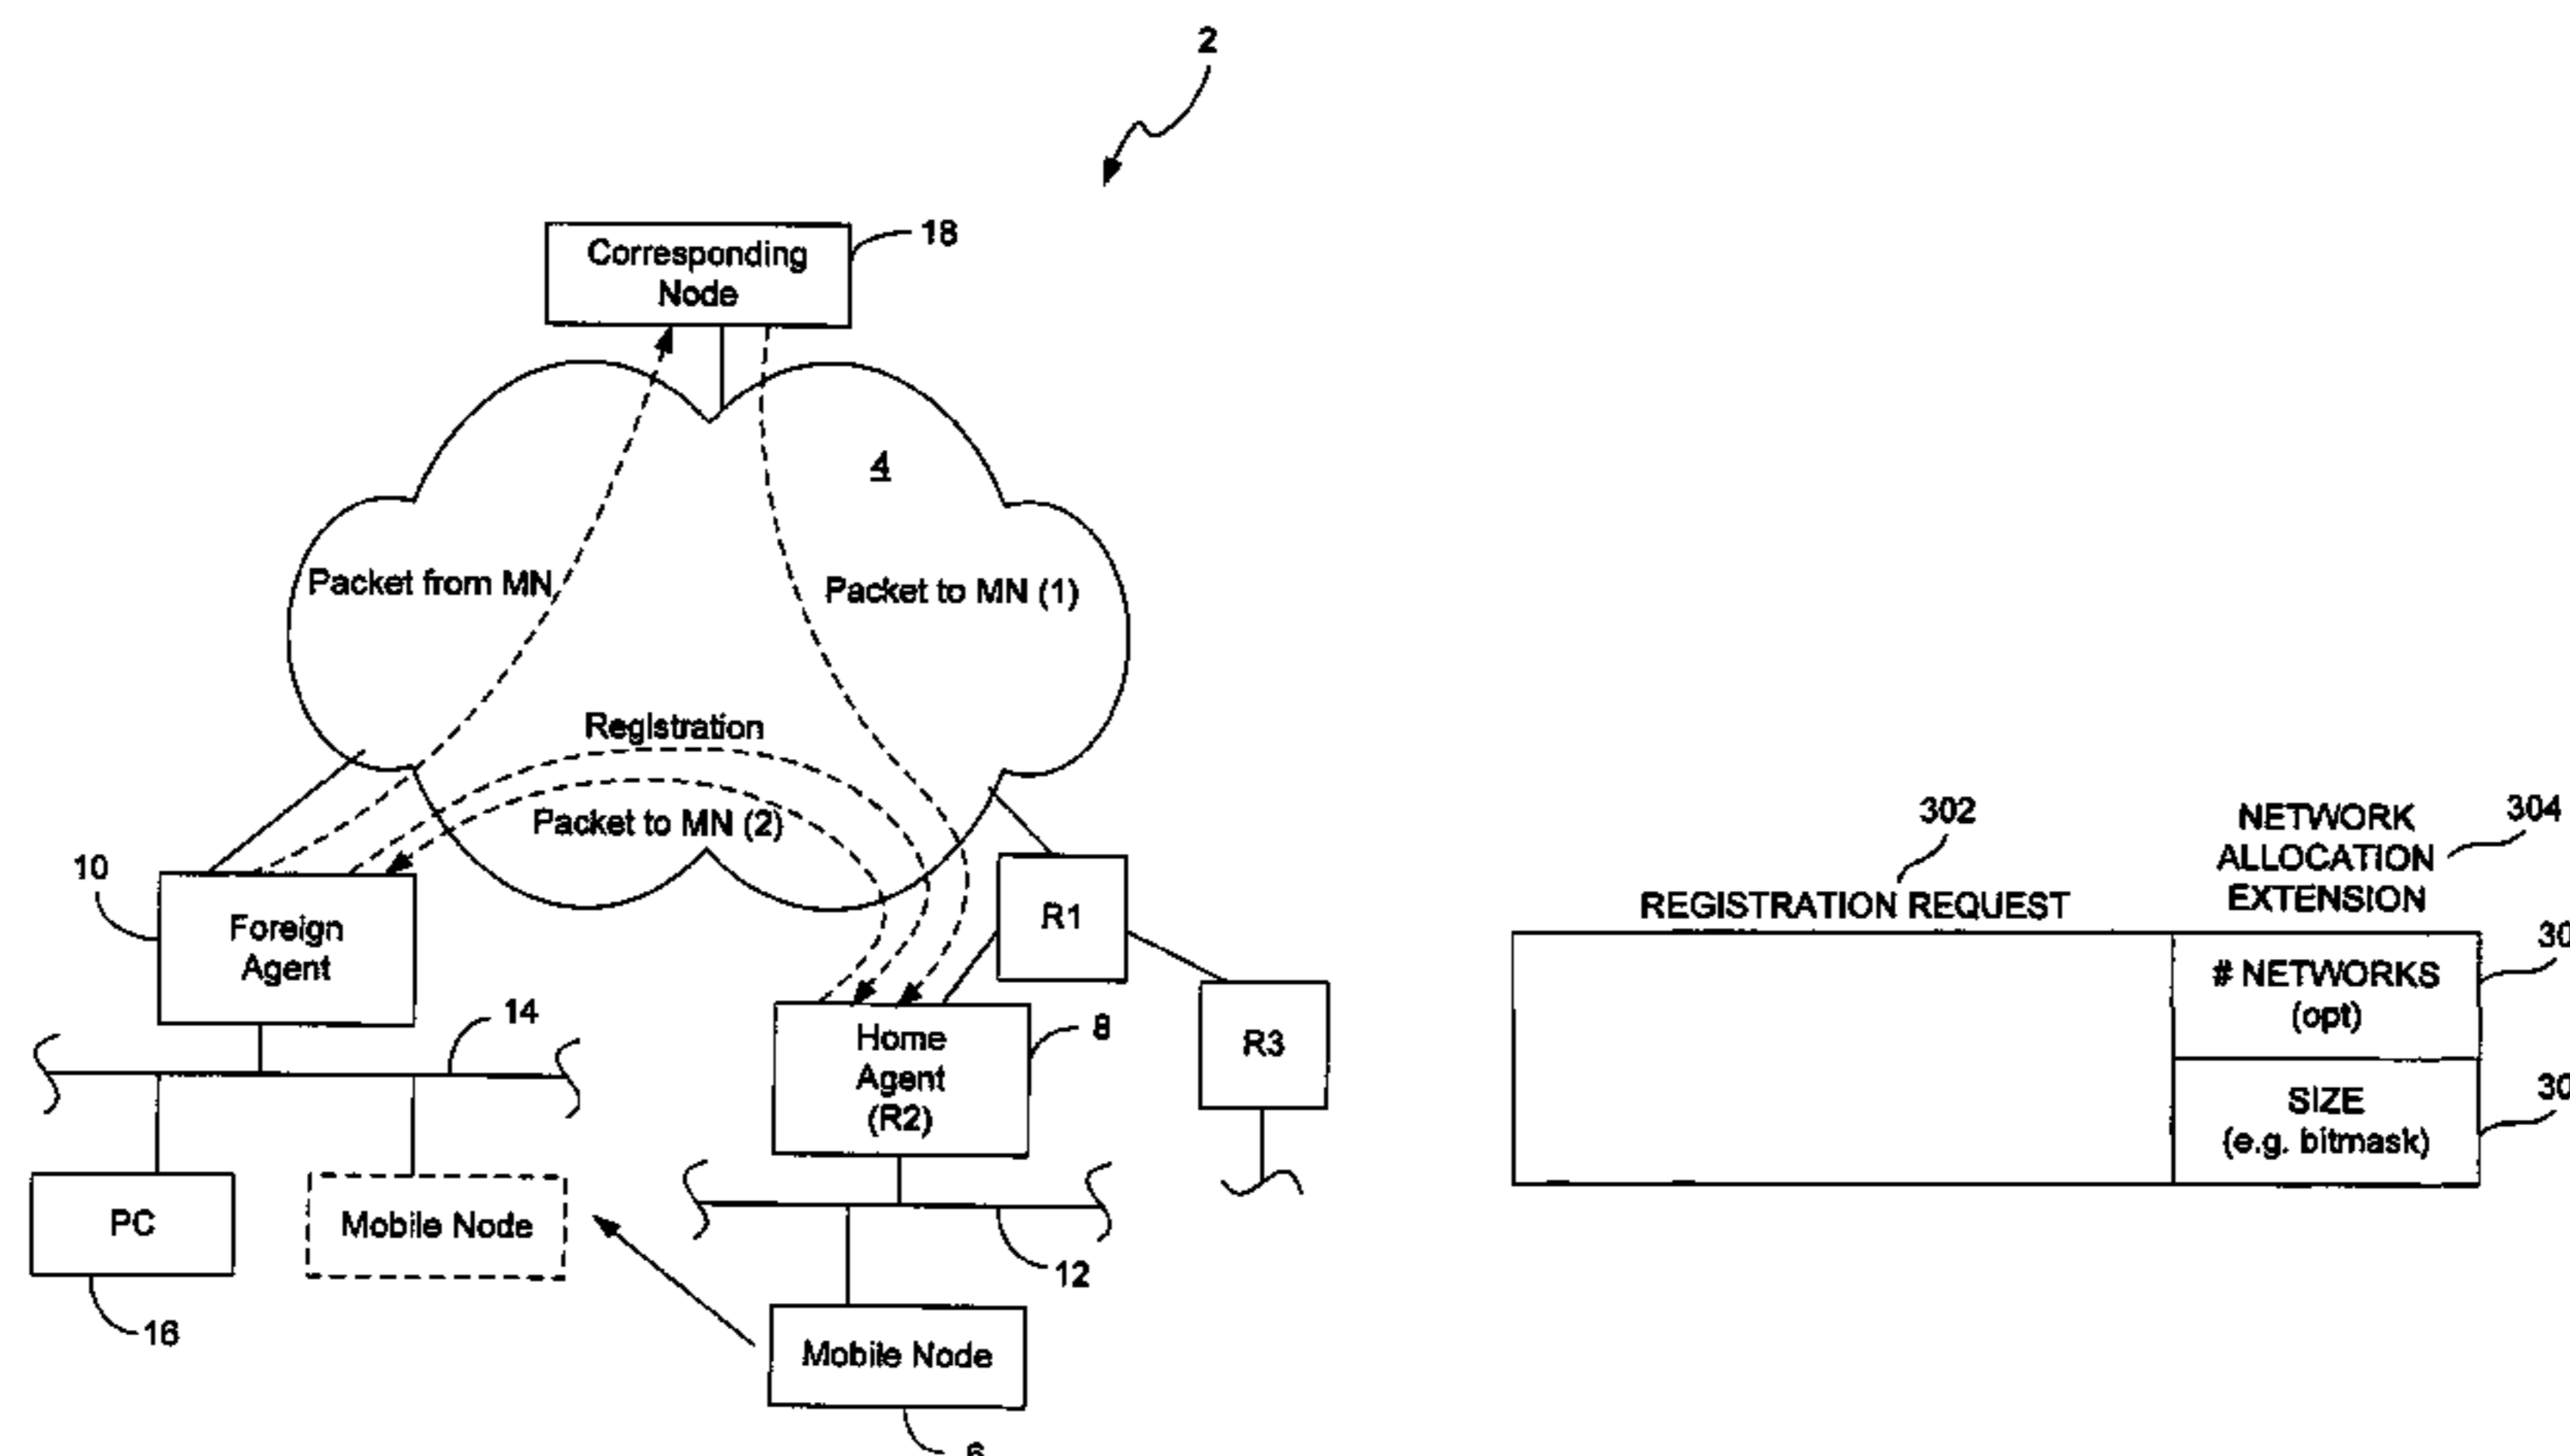 2
Corresponding
Node
18
4
Packet from MN
Packet to MN (1)
Registration
Packet to MN (2)
10
Foreign
Agent
R1
14
Home
Agent
(R2)
8
R3
PC
16
Mobile Node
12
Mobile Node
6
302
REGISTRATION REQUEST
NETWORK
ALLOCATION
EXTENSION
304
# NETWORKS
(opt)
SIZE
(e.g. bitmask)